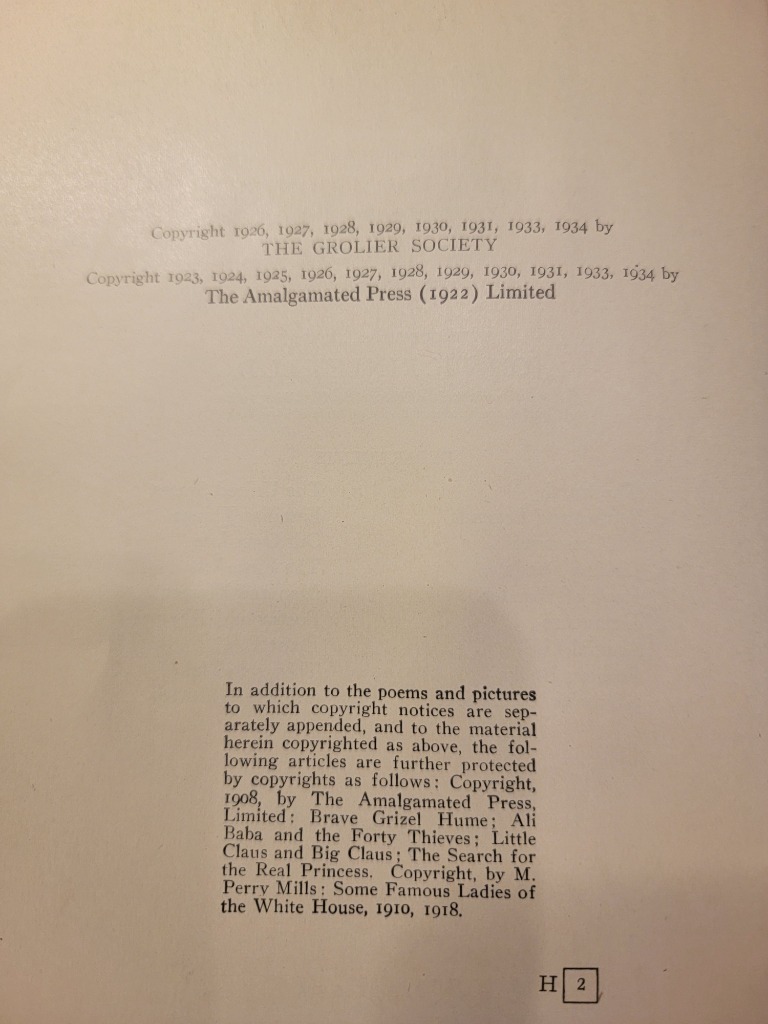 Copyright 1926, 1927, 1928, 1929, 1930, 1931, 1933, 1934 by
THE GROLIER SOCIETY
Copyright 1923, 1924, 1925, 1926, 1927, 1928, 1929, 1930, 1931, 1933, 1934 by
The Amalgamated Press (1922) Limited
In addition to the poems and pictures
to which copyright notices are sep-
arately appended, and to the material
herein copyrighted as above, the fol-
lowing articles are further protected
by copyrights as follows: Copyright,
1908, by The Amalgamated Press,
Limited: Brave Grizel Hume; Ali
Baba and the Forty Thieves; Little
Claus and Big Claus; The Search for
the Real Princess. Copyright, by M.
Perry Mills: Some Famous Ladies of
the White House, 1910, 1918.
H 2